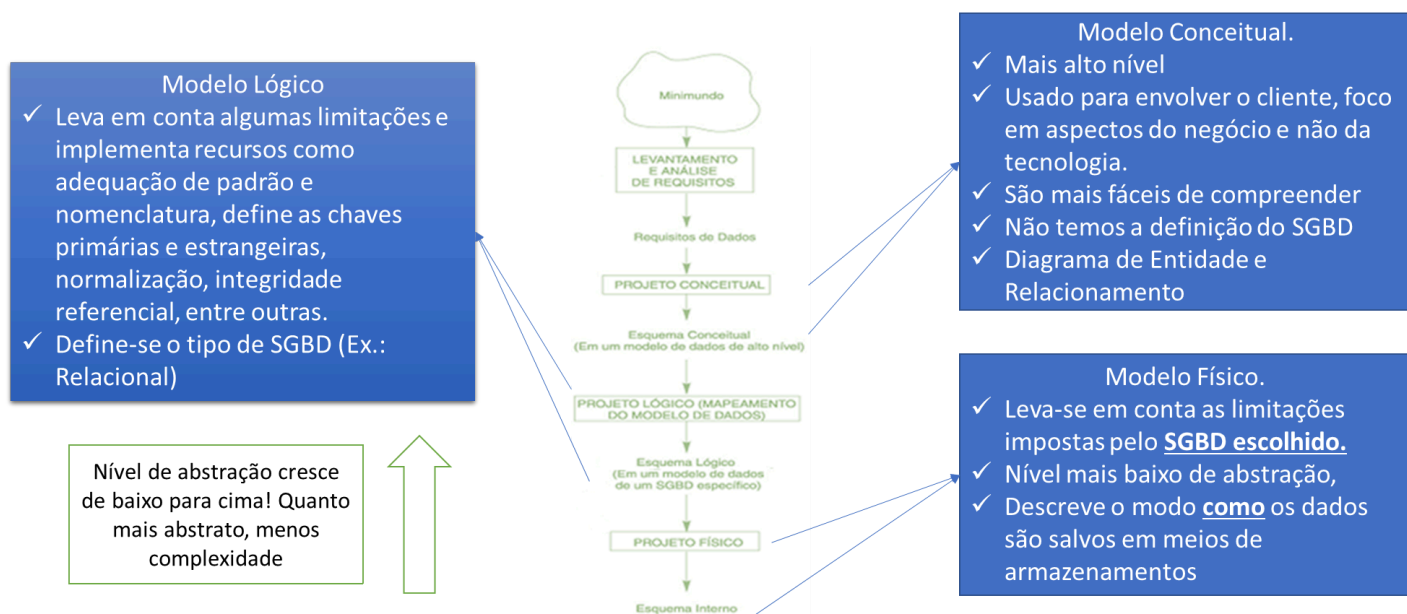 Modelo Lógico
✓ Leva em conta algumas limitações e
implementa recursos como
adequação de padrão e
nomenclatura, define as chaves
primárias e estrangeiras,
normalização, integridade
referencial, entre outras.
✓ Define-se o tipo de SGBD (Ex.:
Relacional)
Nível de abstração cresce
de baixo para cima! Quanto
mais abstrato, menos
complexidade
Minimundo
LEVANTAMENTO
E ANÁLISE
DE REQUISITOS
Requisitos de Dados
PROJETO CONCEITUAL
Esquema Conceitual
(Em um modelo de dados de alto nível)
PROJETO LÓGICO (MAPEAMENTO
DO MODELO DE DADOS)
Esquema Lógico
(Em um modelo de dados
de um SGBD específico)
PROJETO FÍSICO
Esquema Interno
Modelo Conceitual.
✓ Mais alto nível
✓ Usado para envolver o cliente, foco
em aspectos do negócio e não da
tecnologia.
✓ São mais fáceis de compreender
✓ Não temos a definição do SGBD
✓ Diagrama de Entidade e
Relacionamento
Modelo Físico.
✓ Leva-se em conta as limitações
impostas pelo SGBD escolhido.
✓ Nível mais baixo de abstração,
✓ Descreve o modo como os dados
são salvos em meios de
armazenamentos